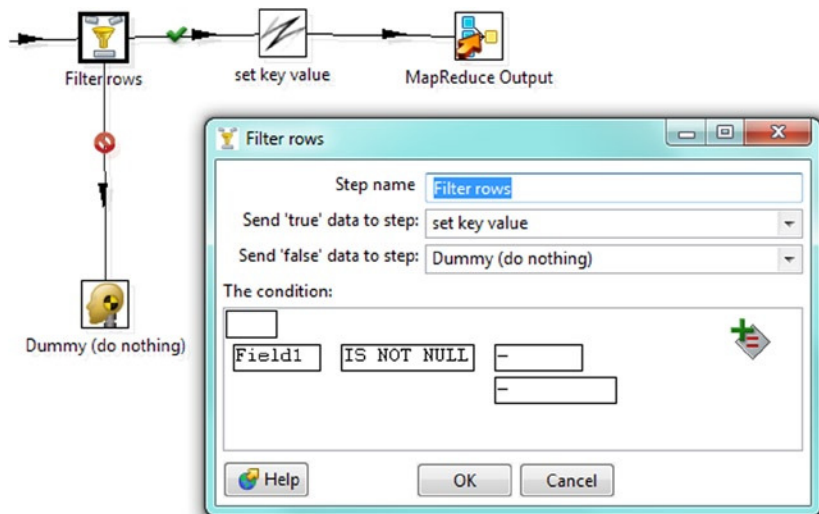 Filter rows
set key value
MapReduce Output
Dummy (do nothing)
Filter rows
Step name Filter rows
Send 'true' data to step: set key value
Send 'false' data to step: Dummy (do nothing)
The condition:
Field1 IS NOT NULL –
–
Help OK Cancel